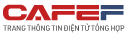 CAFEF
TRANG THÔNG TIN ĐIỆN TỬ TỔNG HỢP